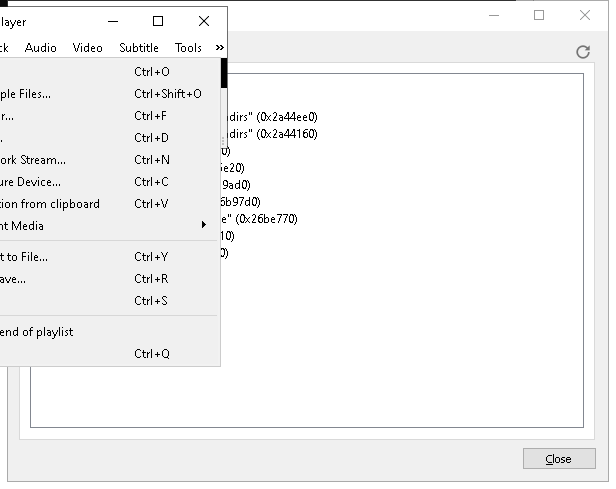 layer
ck Audio Video Subtitle Tools »
Ctrl+O
ple Files... Ctrl+Shift+O
r... Ctrl+F
. Ctrl+D
ork Stream... Ctrl+N
ure Device... Ctrl+C
tion from clipboard Ctrl+V
nt Media
t to File... Ctrl+Y
ave... Ctrl+R
Ctrl+S
end of playlist
Ctrl+Q
dirs" (0x2a44ee0)
dirs" (0x2a44160)
0)
e20)
9ad0)
6b97d0)
e" (0x26be770)
10)
0)
Close